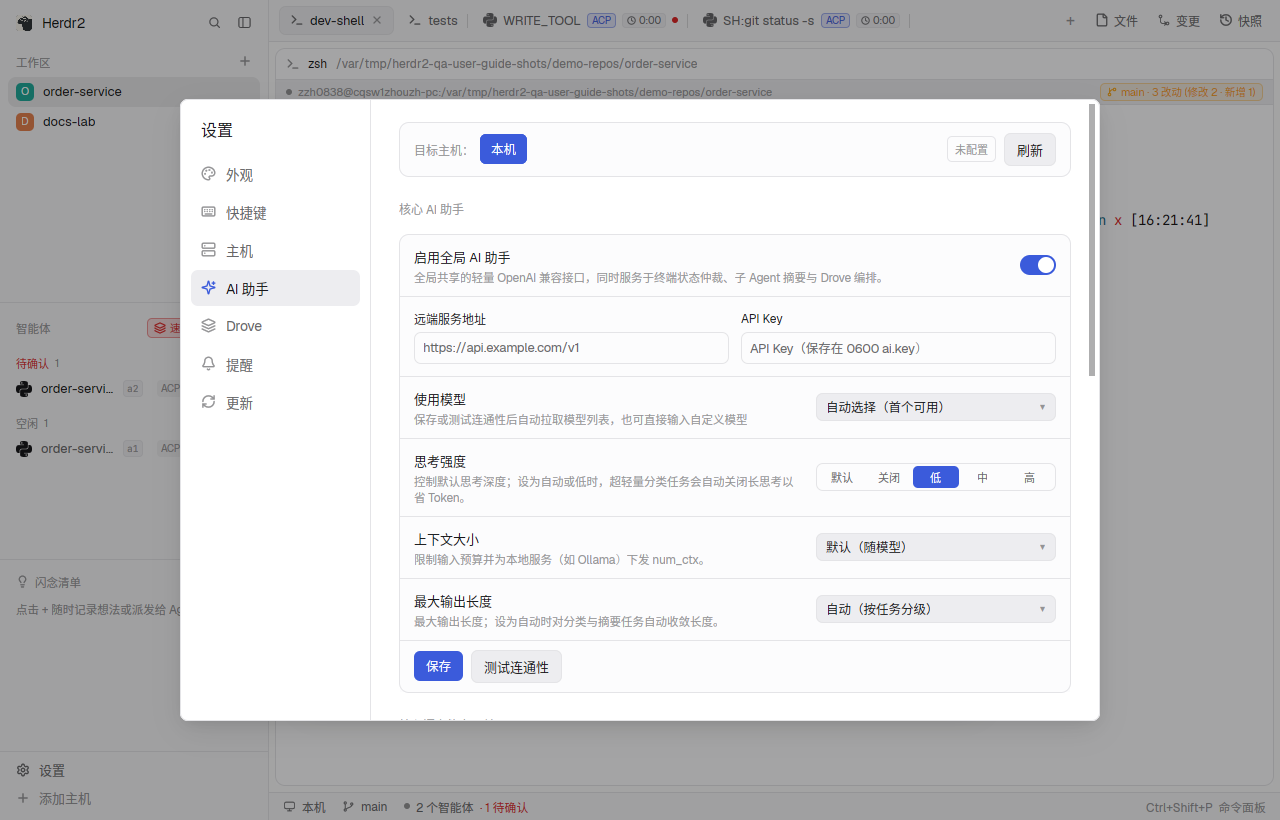 Herdr2
dev-shell
tests
WRITE_TOOL ACP 0:00
SH:git status -s ACP 0:00
文件
变更
快照
工作区
O order-service
D docs-lab
zsh /var/tmp/herdr2-qa-user-guide-shots/demo-repos/order-service
zzh0838@cqsw1zhouzh-pc:/var/tmp/herdr2-qa-user-guide-shots/demo-repos/order-service
main · 3 改动 (修改 2 · 新增 1)
n x [16:21:41]
智能体
速
待确认 1
order-servi... a2 ACP
空闲 1
order-servi... a1 ACP
闪念清单
点击 + 随时记录想法或派发给 Ag
设置
添加主机
设置
外观
快捷键
主机
AI 助手
Drove
提醒
更新
目标主机: 本机
未配置
刷新
核心 AI 助手
启用全局 AI 助手
全局共享的轻量 OpenAI 兼容接口，同时服务于终端状态仲裁、子 Agent 摘要与 Drove 编排。
远端服务地址
API Key
https://api.example.com/v1
API Key（保存在 0600 ai.key）
使用模型
保存或测试连通性后自动拉取模型列表，也可直接输入自定义模型
自动选择（首个可用）
思考强度
控制默认思考深度；设为自动或低时，超轻量分类任务会自动关闭长思考以
省 Token。
默认 关闭 低 中 高
上下文大小
限制输入预算并为本地服务（如 Ollama）下发 num_ctx。
默认（随模型）
最大输出长度
最大输出长度；设为自动时对分类与摘要任务自动收敛长度。
自动（按任务分级）
保存
测试连通性
本机
main
2 个智能体 · 1 待确认
Ctrl+Shift+P 命令面板